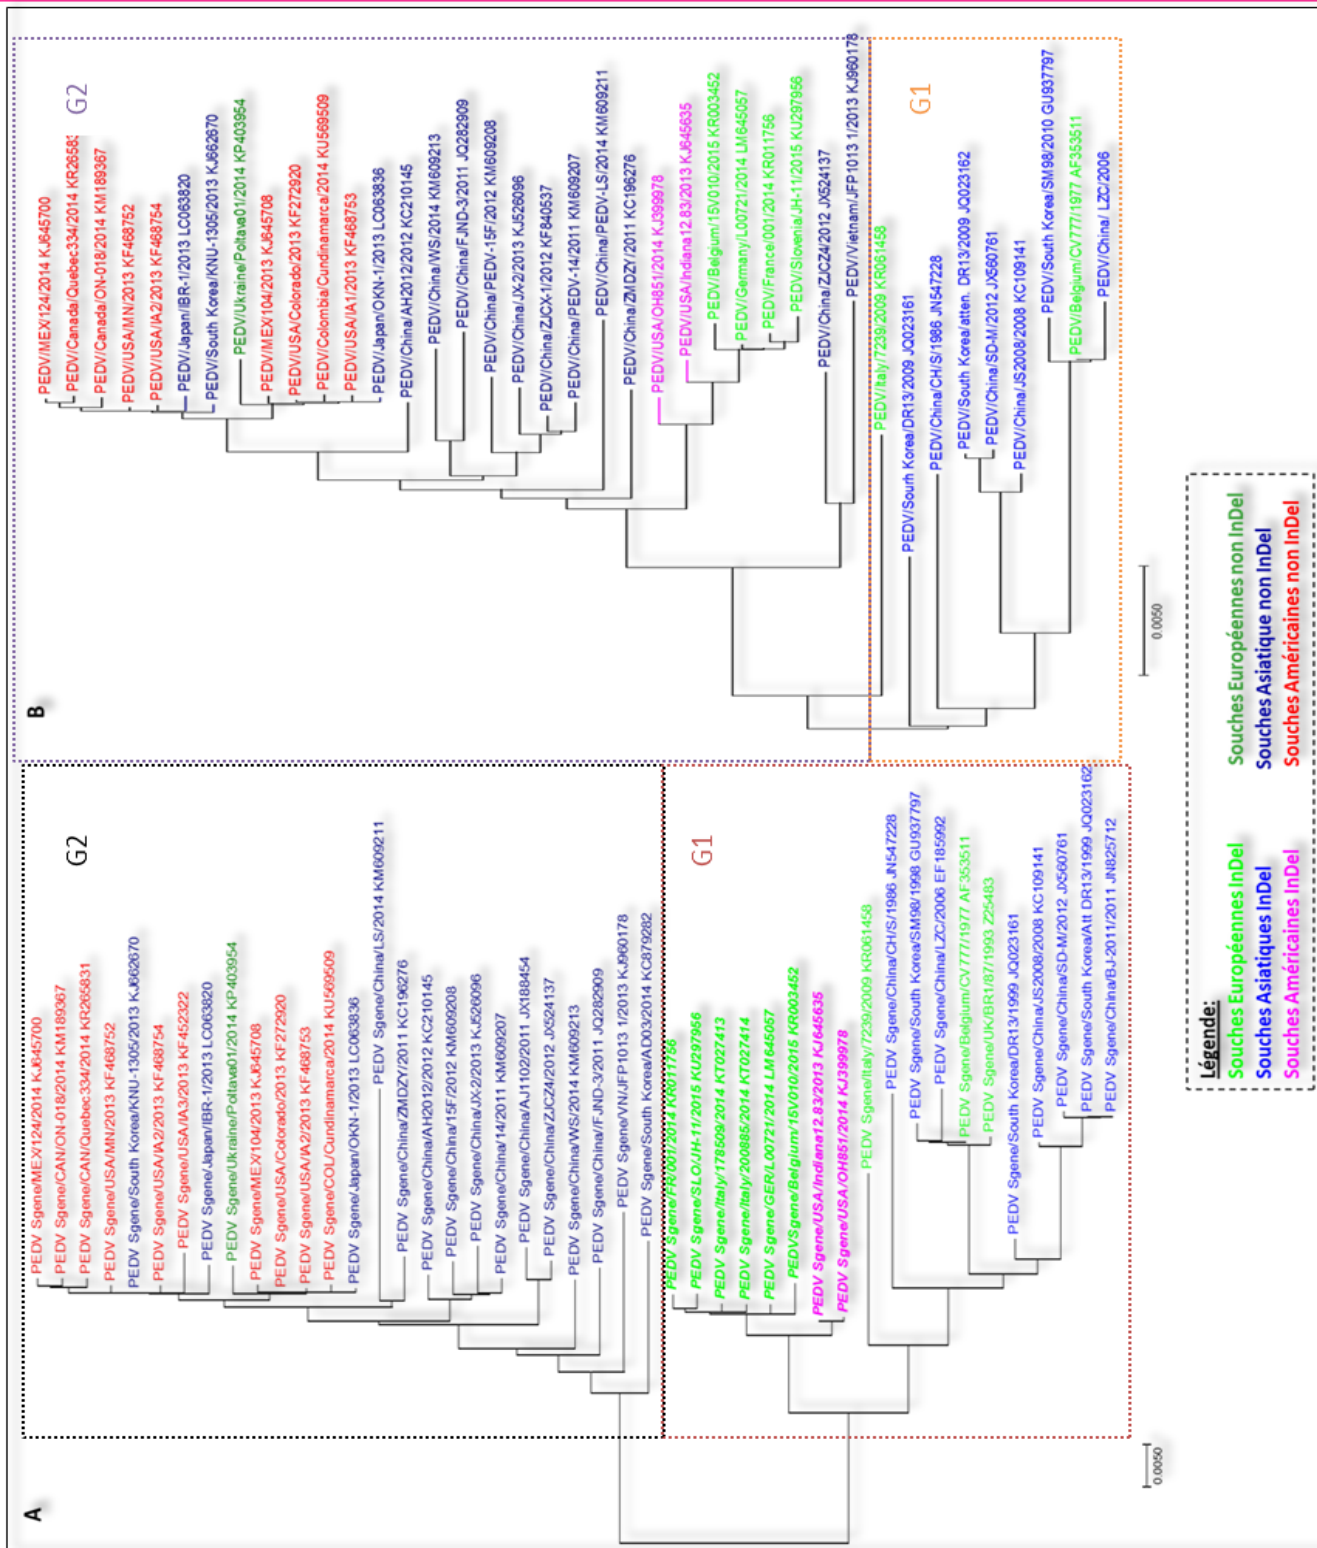 A
G2
PEDV Sgene/MEX124/2014 KJ645700
PEDV Sgene/CAN/ON-018/2014 KM189367
PEDV Sgene/CAN/Quebec334/2014 KR265831
PEDV Sgene/USA/MN/2013 KF468752
PEDV Sgene/South Korea/KNU-1305/2013 KJ662670
PEDV Sgene/USA/IA2/2013 KF468754
PEDV Sgene/USA/IA3/2013 KF452322
PEDV Sgene/Japan/IBR-1/2013 LC063820
PEDV Sgene/Ukraine/Poltava01/2014 KP403954
PEDV Sgene/MEX104/2013 KJ645708
PEDV Sgene/USA/Colorado/2013 KF272920
PEDV Sgene/USA/IA2/2013 KF468753
PEDV Sgene/COL/Cundinamarca/2014 KU569509
PEDV Sgene/Japan/OKN-1/2013 LC063836
PEDV Sgene/China/LS/2014 KM609211
PEDV Sgene/China/ZMDZY/2011 KC196276
PEDV Sgene/China/AH2012/2012 KC210145
PEDV Sgene/China/15F/2012 KM609208
PEDV Sgene/China/JX-2/2013 KJ526096
PEDV Sgene/China/14/2011 KM609207
PEDV Sgene/China/AJ1102/2011 JX188454
PEDV Sgene/China/ZJCZ4/2012 JX524137
PEDV Sgene/China/WS/2014 KM609213
PEDV Sgene/China//FJND-3/2011 JQ282909
PEDV Sgene/VN/JFP1013 1/2013 KJ960178
PEDV Sgene/South Korea/AD03/2014 KC879282
G1
PEDV Sgene/FR/001/2014 KR011756
PEDV Sgene/SLO/JH-11/2015 KU297956
PEDV Sgene/Italy/178509/2014 KT027413
PEDV Sgene/Italy/200885/2014 KT027414
PEDV Sgene/GER/L00721/2014 LM645057
PEDVSgene/Belgium/15V010/2015 KR003452
PEDV Sgene/USA/Indiana12.83/2013 KJ645635
PEDV Sgene/USA/OH851/2014 KJ399978
PEDV Sgene/Italy/7239/2009 KR061458
PEDV Sgene/China/CH/S/1986 JN547228
PEDV Sgene/South Korea/SM98/1998 GU937797
PEDV Sgene/China/LZC/2006 EF185992
PEDV Sgene/Belgium/CV777/1977 AF353511
PEDV Sgene/UK/BR1/87/1993 Z25483
PEDV Sgene/South Korea/DR13/1999 JQ023161
PEDV Sgene/China/JS2008/2008 KC109141
PEDV Sgene/China/SD-M/2012 JX560761
PEDV Sgene/South Korea/Att DR13/1999 JQ023162
PEDV Sgene/China/BJ-2011/2011 JN825712
0.0050
B
G2
PEDV/MEX124/2014 KJ645700
PEDV/Canada/Quebec334/2014 KR26583
PEDV/Canada/ON-018/2014 KM189367
PEDV/USA/MN/2013 KF468752
PEDV/USA/IA2/2013 KF468754
PEDV/Japan/IBR-1/2013 LC063820
PEDV/South Korea/KNU-1305/2013 KJ662670
PEDV/Ukraine/Poltava01/2014 KP403954
PEDV/MEX/104/2013 KJ645708
PEDV/USA/Colorado/2013 KF272920
PEDV/Colombia/Cundinamarca/2014 KU569509
PEDV/USA/IA1/2013 KF468753
PEDV/Japan/OKN-1/2013 LC063836
PEDV/China/AH2012/2012 KC210145
PEDV/China/WS/2014 KM609213
PEDV/China/FJND-3/2011 JQ282909
PEDV/China/PEDV-15F/2012 KM609208
PEDV/China/JX-2/2013 KJ526096
PEDV/China/ZJCX-1/2012 KF840537
PEDV/China/PEDV-14/2011 KM609207
PEDV/China/PEDV-LS/2014 KM609211
PEDV/China/ZMDZY/2011 KC196276
PEDV/USA/OH851/2014 KJ399978
PEDV/USA/Indiana12.83/2013 KJ645635
PEDV/Belgium/15V010/2015 KR003452
PEDV/Germany/L00721/2014 LM645057
PEDV/France/001/2014 KR011756
PEDV/Slovenia/JH-11/2015 KU297956
PEDV/China/ZJCZ4/2012 JX524137
PEDV/Vietnam/JFP1013 1/2013 KJ960178
PEDV/Italy/7239/2009 KR061458
G1
PEDV/Sourh Korea/DR13/2009 JQ023161
PEDV/China/CH/S/1986 JN547228
PEDV/South Korea/atten. DR13/2009 JQ023162
PEDV/China/SD-M/2012 JX560761
PEDV/China/JS2008/2008 KC109141
PEDV/South Korea/SM98/2010 GU937797
PEDV/Belgium/CV777/1977 AF353511
PEDV/China/ LZC/2006
0.0050
Légende:
Souches Européennes InDel
Souches Européennes non InDel
Souches Asiatiques InDel
Souches Asiatique non InDel
Souches Américaines InDel
Souches Américaines non InDel